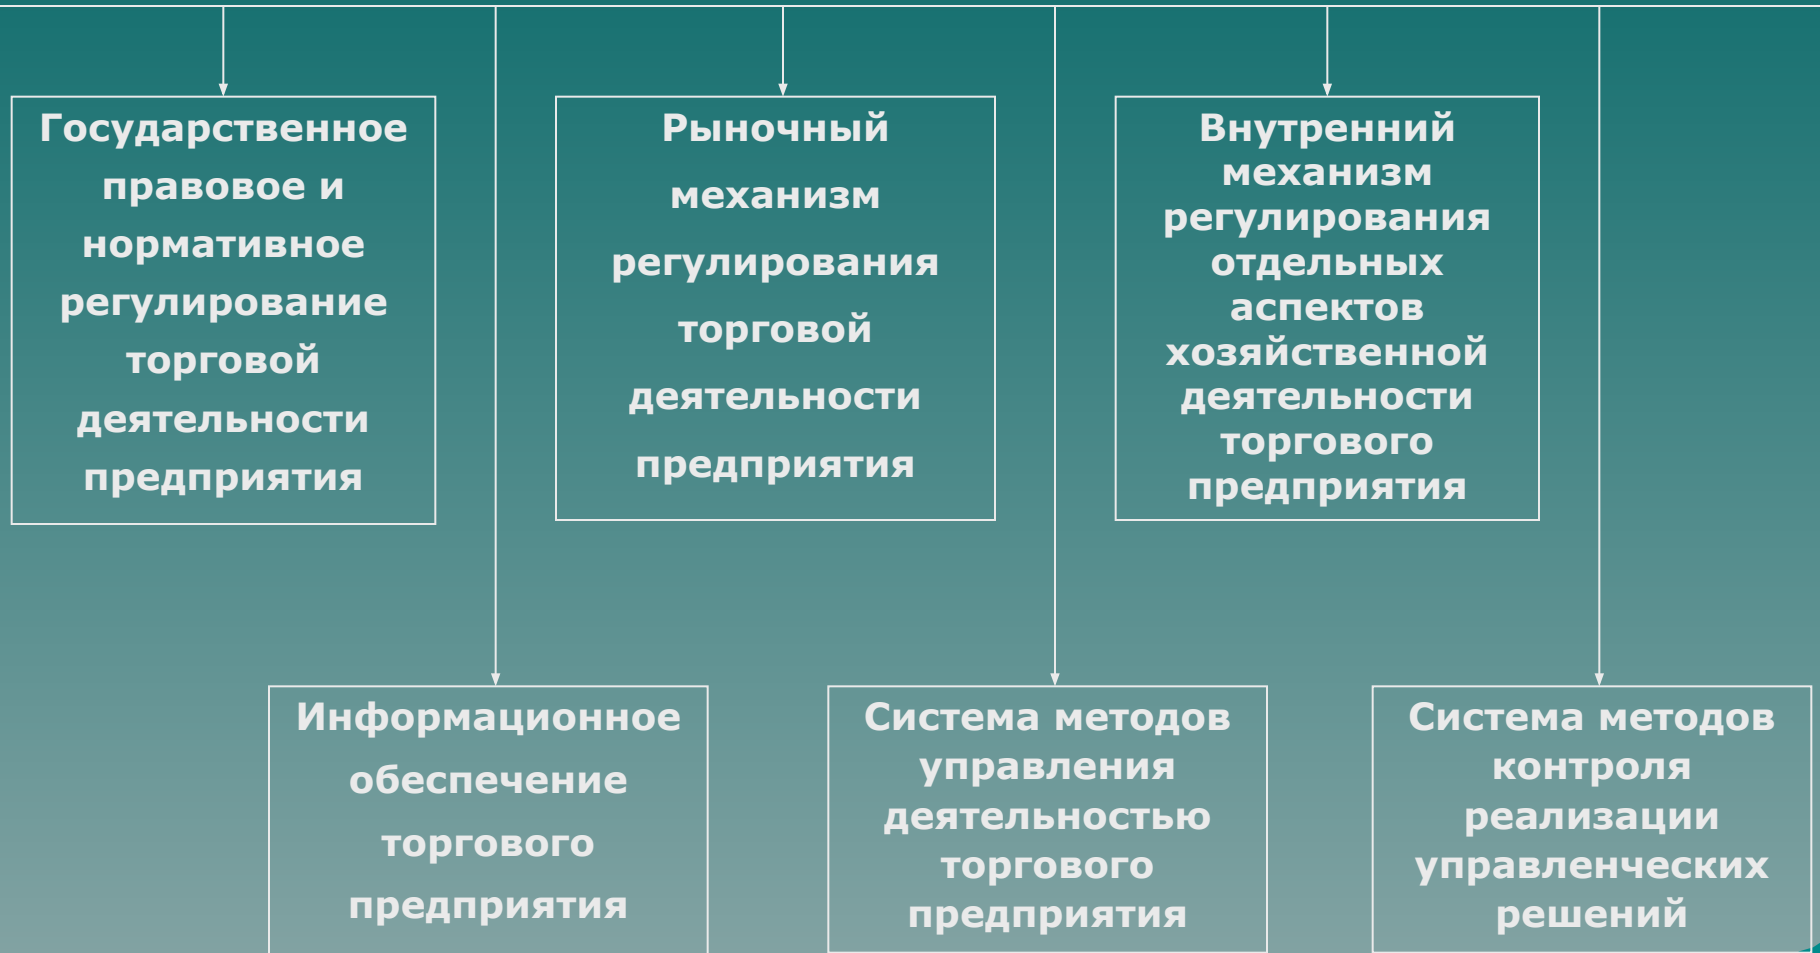 Государственное
правовое и
нормативное
регулирование
торговой
деятельности
предприятия
Рыночный
механизм
регулирования
торговой
деятельности
предприятия
Внутренний
механизм
регулирования
отдельных
аспектов
хозяйственной
деятельности
торгового
предприятия
Информационное
обеспечение
торгового
предприятия
Система методов
управления
деятельностью
торгового
предприятия
Система методов
контроля
реализации
управленческих
решений